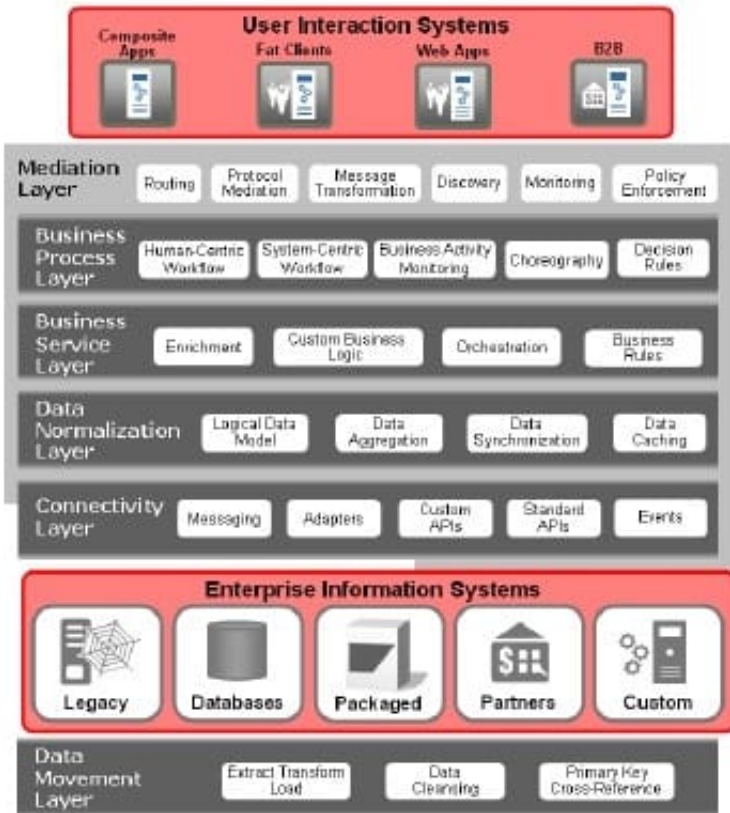 User Interaction Systems
Composite
Apps
Fat Clients
Web Apps
B2B
Mediation
Layer
Routing
Protocol
Mediation
Message
Transformation
Discovery
Monitoring
Policy
Enforcement
Business
Process
Layer
Human-Centric
Workflow
System-Centric
Workflow
Business Activity
Monitoring
Choreography
Decision
Rules
Business
Service
Layer
Enrichment
Custom Business
Logic
Orchestration
Business
Rules
Data
Normalization
Layer
Logical Data
Model
Data
Aggregation
Data
Synchronization
Data
Caching
Connectivity
Layer
Messaging
Adapters
Custom
APIs
Standard
APIs
Events
Enterprise Information Systems
Legacy
Databases
Packaged
$
Partners
Custom
Data
Movement
Layer
Extract Transform
Load
Data
Cleansing
Primary Key
Cross-Reference